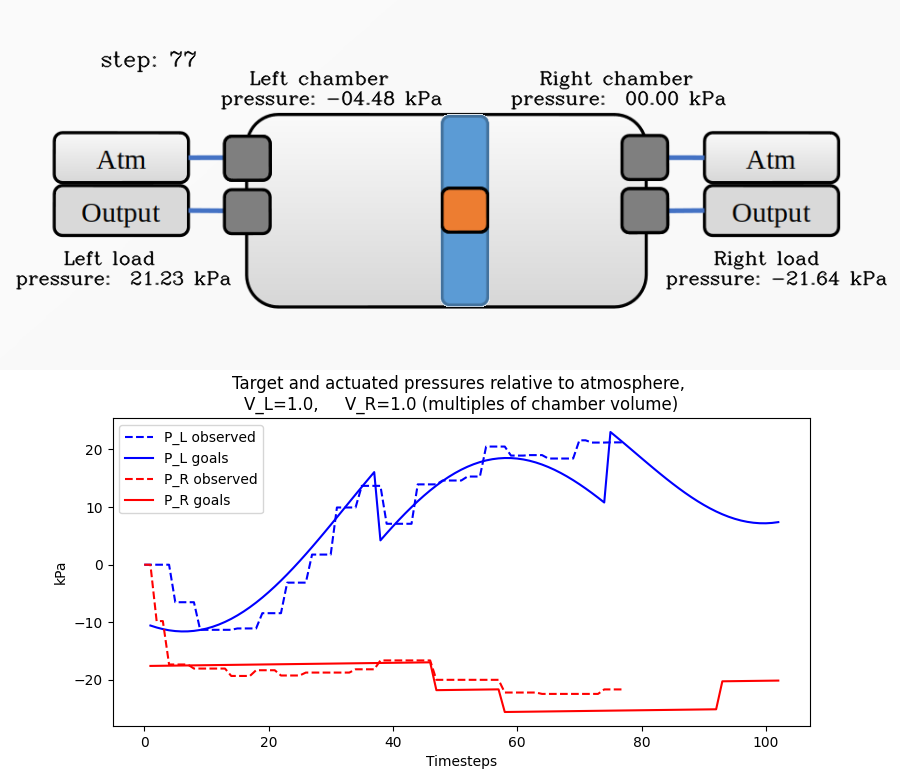 step: 77
Left chamber
pressure: −04.48 kPa
Right chamber
pressure: 00.00 kPa
Atm
Output
Atm
Output
Left load
pressure: 21.23 kPa
Right load
pressure: −21.64 kPa
Target and actuated pressures relative to atmosphere,
V_L=1.0, V_R=1.0 (multiples of chamber volume)
P_L observed
P_L goals
P_R observed
P_R goals
20
10
0
−10
−20
kPa
0 20 40 60 80 100
Timesteps